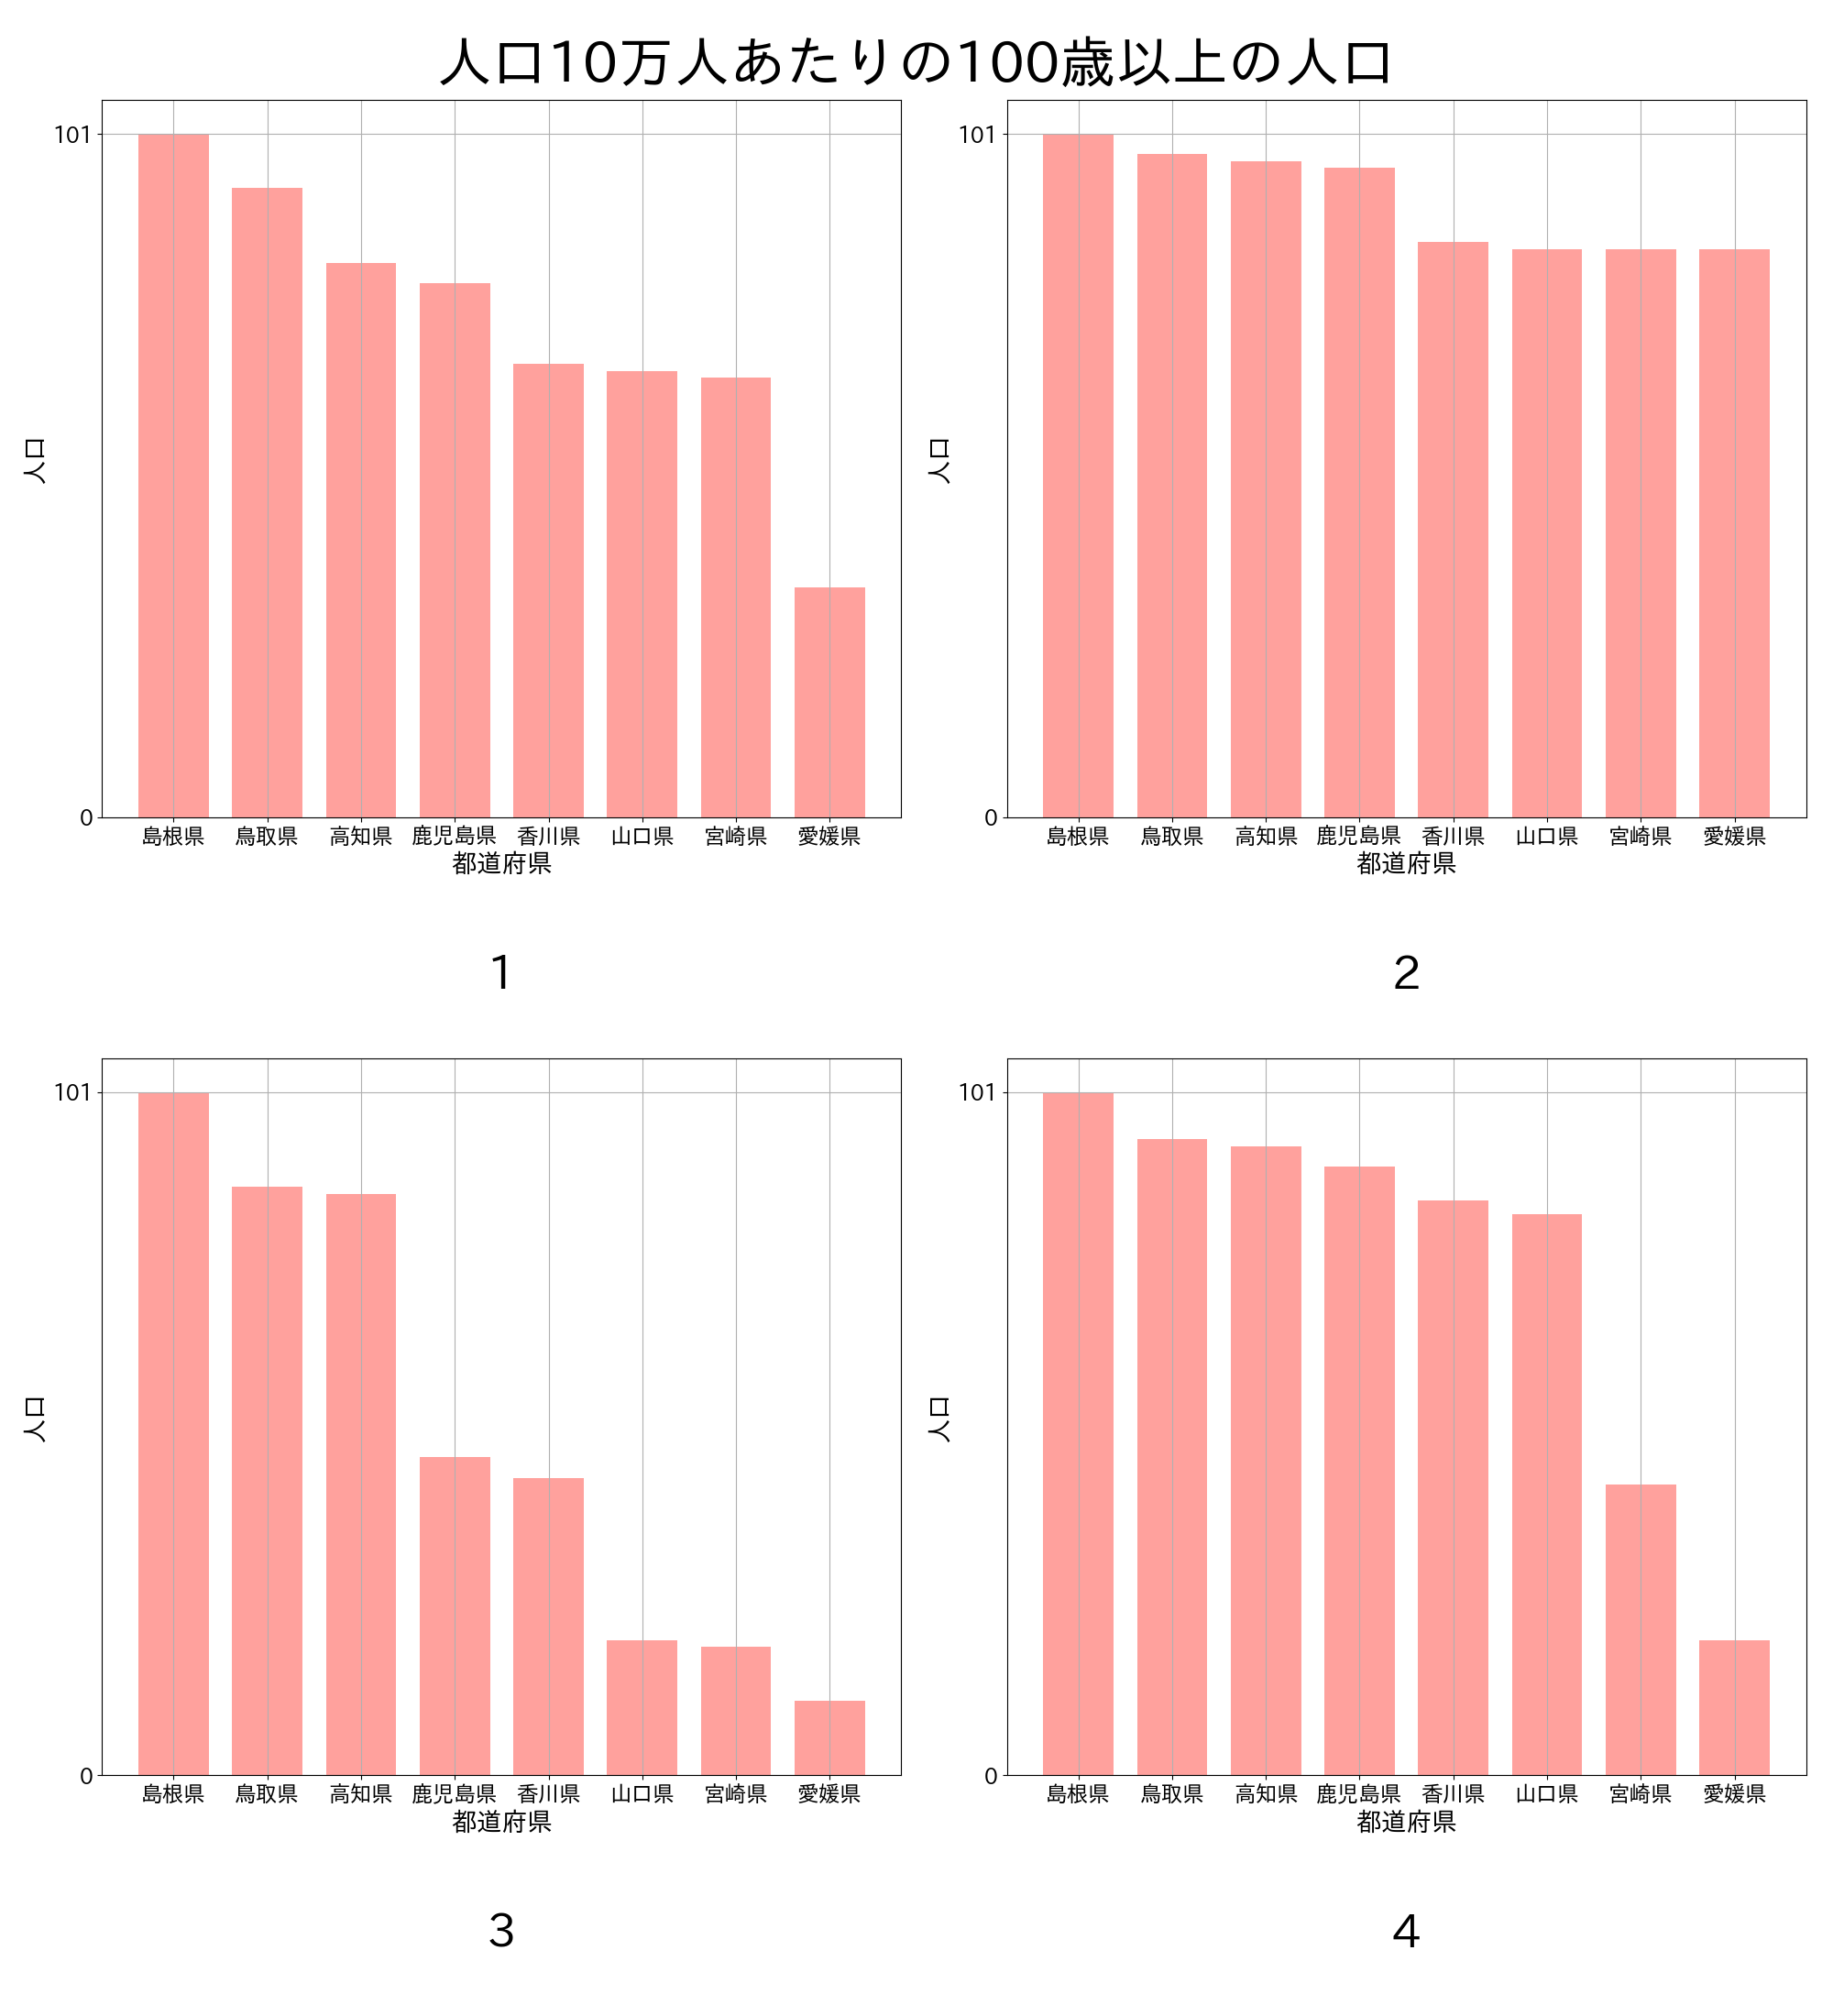 人口10万人あたりの100歳以上の人口
人口
101
0
島根県 鳥取県 高知県 鹿児島県 香川県 山口県 宮崎県 愛媛県
都道府県
1
人口
101
0
島根県 鳥取県 高知県 鹿児島県 香川県 山口県 宮崎県 愛媛県
都道府県
2
人口
101
0
島根県 鳥取県 高知県 鹿児島県 香川県 山口県 宮崎県 愛媛県
都道府県
3
人口
101
0
島根県 鳥取県 高知県 鹿児島県 香川県 山口県 宮崎県 愛媛県
都道府県
4